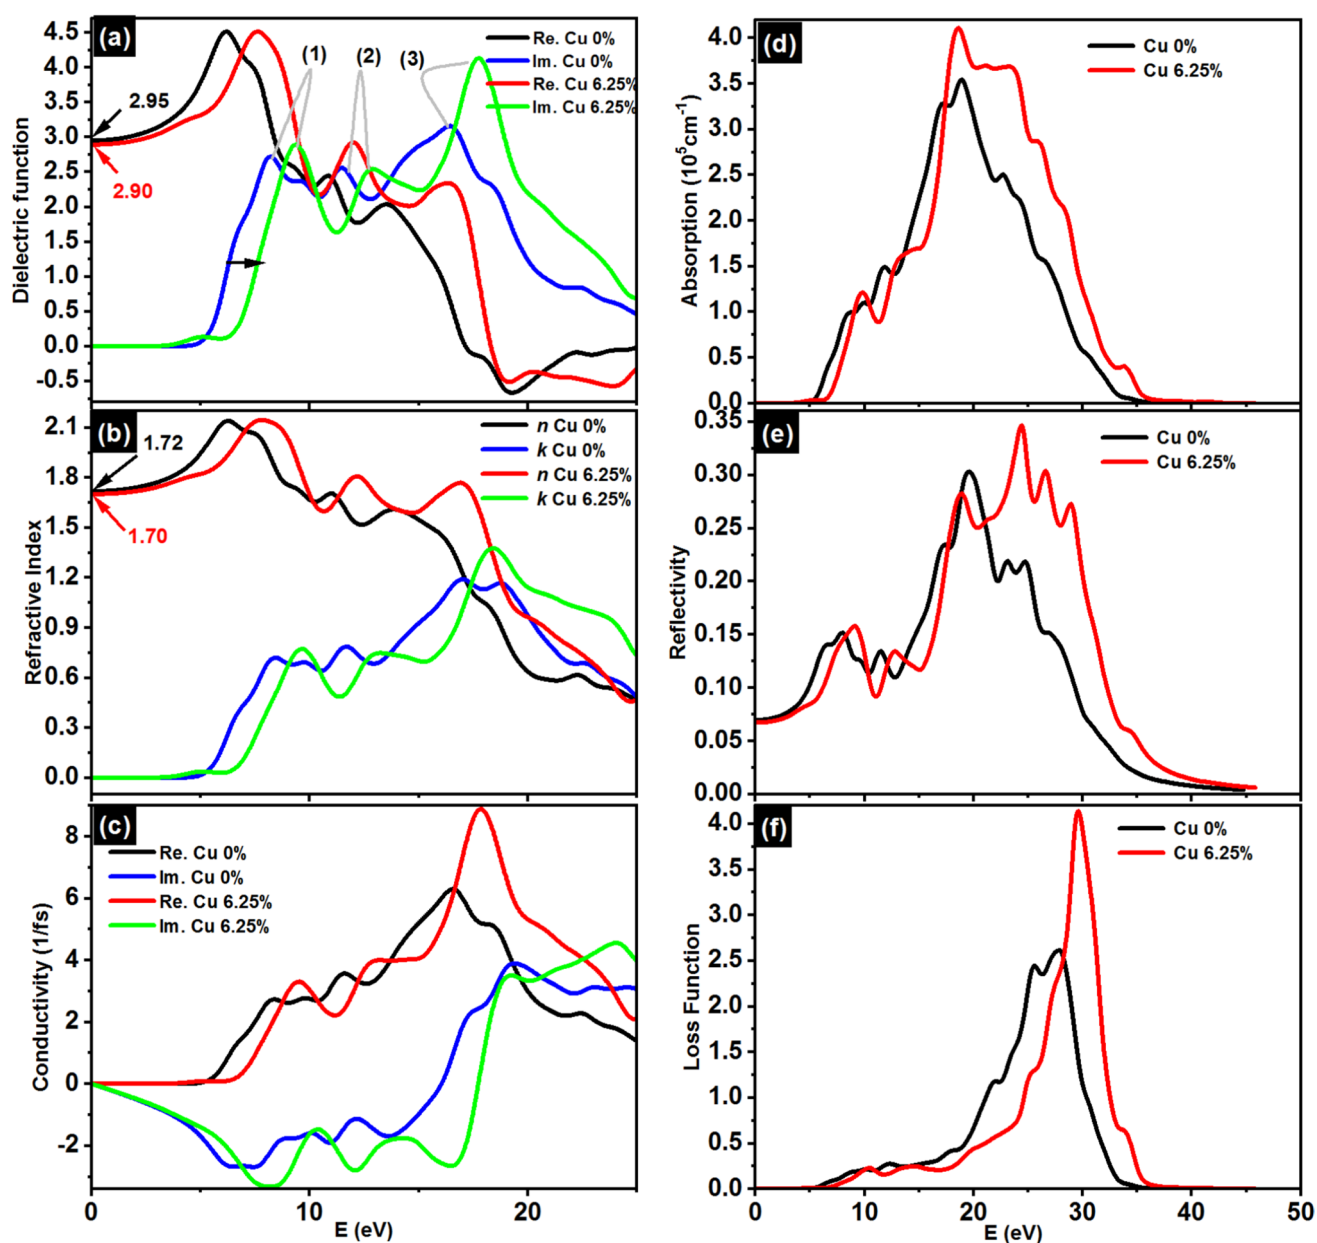 (a)
4.5
4.0
3.5
3.0
2.5
2.0
1.5
1.0
0.5
0.0
-0.5
Dielectric function
2.95
2.90
(1)
(2)
(3)
Re. Cu 0%
Im. Cu 0%
Re. Cu 6.25%
Im. Cu 6.25%
(b)
2.1
1.8
1.5
1.2
0.9
0.6
0.3
0.0
Refractive Index
1.72
1.70
n Cu 0%
k Cu 0%
n Cu 6.25%
k Cu 6.25%
(c)
8
6
4
2
0
-2
Conductivity (1/fs)
Re. Cu 0%
Im. Cu 0%
Re. Cu 6.25%
Im. Cu 6.25%
0
10
20
E (eV)
(d)
4.0
3.5
3.0
2.5
2.0
1.5
1.0
0.5
0.0
Absorption (10⁵cm⁻¹)
Cu 0%
Cu 6.25%
(e)
0.35
0.30
0.25
0.20
0.15
0.10
0.05
0.00
Reflectivity
Cu 0%
Cu 6.25%
(f)
4.0
3.5
3.0
2.5
2.0
1.5
1.0
0.5
0.0
Loss Function
Cu 0%
Cu 6.25%
0
10
20
30
40
50
E (eV)